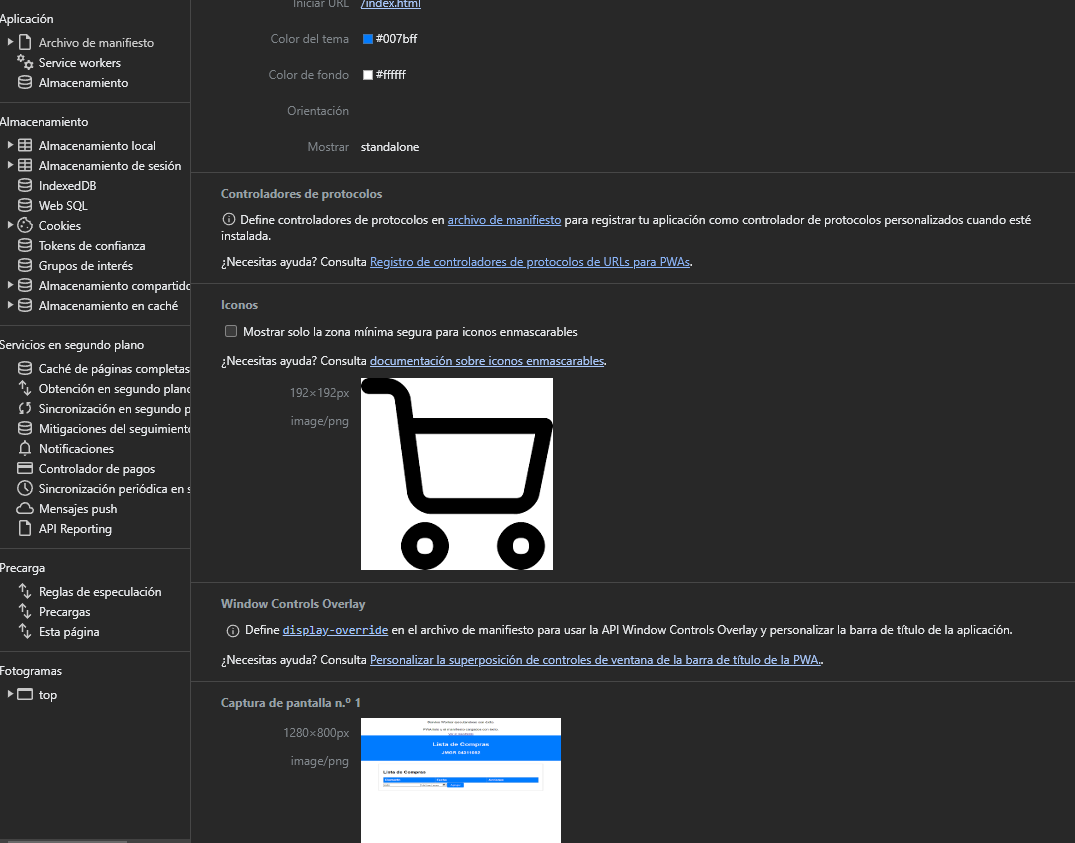 Aplicación
Archivo de manifiesto
Service workers
Almacenamiento
Almacenamiento
Almacenamiento local
Almacenamiento de sesión
IndexedDB
Web SQL
Cookies
Tokens de confianza
Grupos de interés
Almacenamiento compartido
Almacenamiento en caché
Servicios en segundo plano
Caché de páginas completas
Obtención en segundo plano
Sincronización en segundo p
Mitigaciones del seguimiento
Notificaciones
Controlador de pagos
Sincronización periódica en s
Mensajes push
API Reporting
Precarga
Reglas de especulación
Precargas
Esta página
Fotogramas
top
Iniciar URL /index.html
Color del tema #007bff
Color de fondo #ffffff
Orientación
Mostrar standalone
Controladores de protocolos
Define controladores de protocolos en archivo de manifiesto para registrar tu aplicación como controlador de protocolos personalizados cuando esté
instalada.
¿Necesitas ayuda? Consulta Registro de controladores de protocolos de URLs para PWAs.
Iconos
Mostrar solo la zona mínima segura para iconos enmascarables
¿Necesitas ayuda? Consulta documentación sobre iconos enmascarables.
192×192px
image/png
Window Controls Overlay
Define display-override en el archivo de manifiesto para usar la API Window Controls Overlay y personalizar la barra de título de la aplicación.
¿Necesitas ayuda? Consulta Personalizar la superposición de controles de ventana de la barra de título de la PWA..
Captura de pantalla n.º 1
1280×800px
image/png
Lista de Compras
Lista de Compras